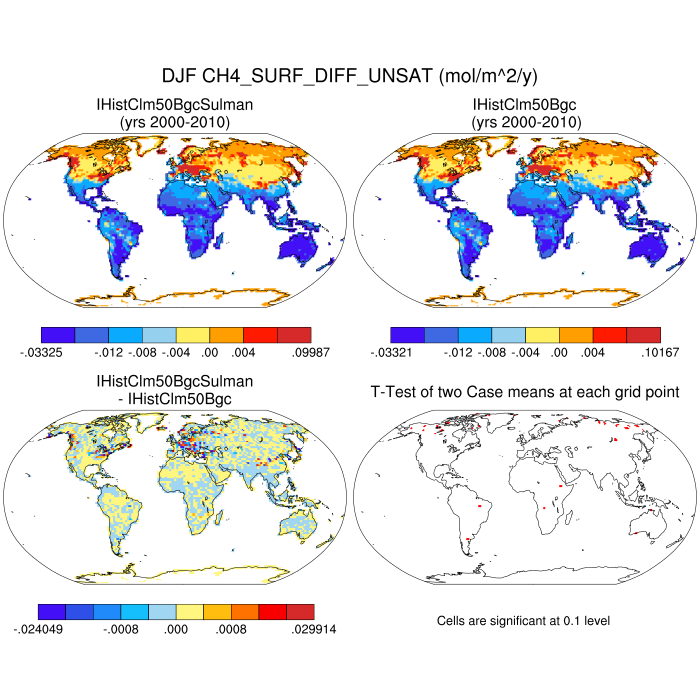 DJF CH4_SURF_DIFF_UNSAT (mol/m^2/y)
IHistClm50BgcSulman
(yrs 2000-2010)
IHistClm50Bgc
(yrs 2000-2010)
-.03325 -.012 -.008 -.004 .00 .004 .09987
-.03321 -.012 -.008 -.004 .00 .004 .10167
IHistClm50BgcSulman
- IHistClm50Bgc
T-Test of two Case means at each grid point
-.024049 -.0008 .000 .0008 .029914
Cells are significant at 0.1 level